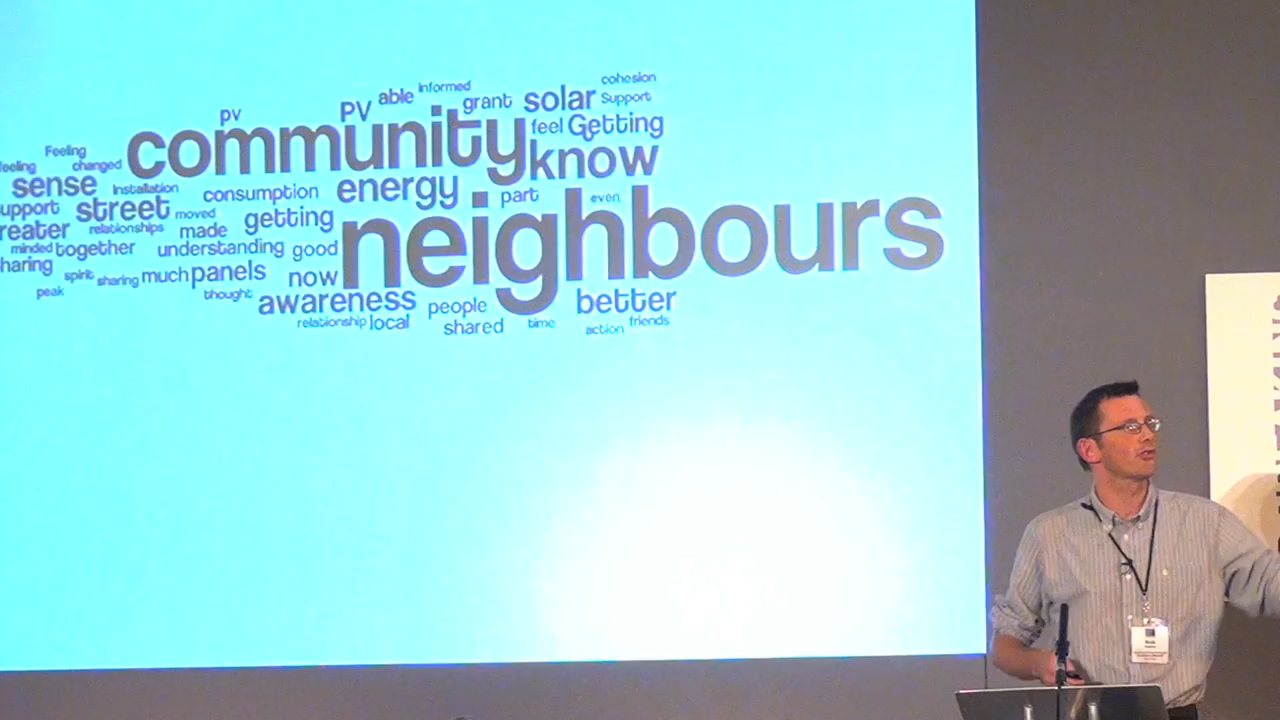 cohesion
pv PV able informed grant solar Support
Feeling community feel Getting
feeling changed know
sense Installation consumption energy part even
upport street moved getting neighbours
reater relationships made
minded together understanding good
haring spirit sharing much panels now
peak thought awareness people better
relationship local shared time action friends